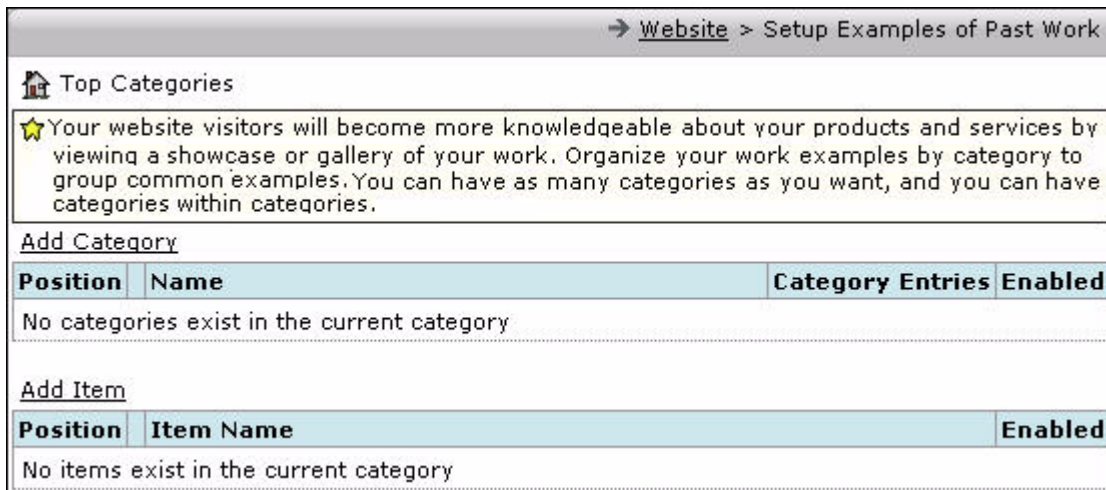 Website > Setup Examples of Past Work
Top Categories
Your website visitors will become more knowledgeable about your products and services by
viewing a showcase or gallery of your work. Organize your work examples by category to
group common examples. You can have as many categories as you want, and you can have
categories within categories.
Add Category
Position Name Category Entries Enabled
No categories exist in the current category
Add Item
Position Item Name Enabled
No items exist in the current category